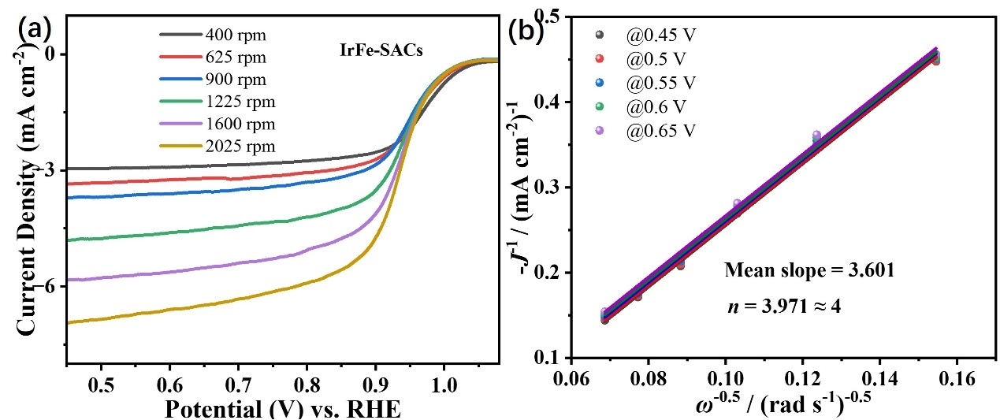 (a)
400 rpm
625 rpm
900 rpm
1225 rpm
1600 rpm
2025 rpm
IrFe-SACs
0
-3
-6
Current Density (mA cm-2)
0.5 0.6 0.7 0.8 0.9 1.0
Potential (V) vs. RHE
(b)
@0.45 V
@0.5 V
@0.55 V
@0.6 V
@0.65 V
0.5
0.4
0.3
0.2
0.1
-J-1 / (mA cm-2)-1
Mean slope = 3.601
n = 3.971 ≈ 4
0.06 0.08 0.10 0.12 0.14 0.16
ω-0.5 / (rad s-1)-0.5